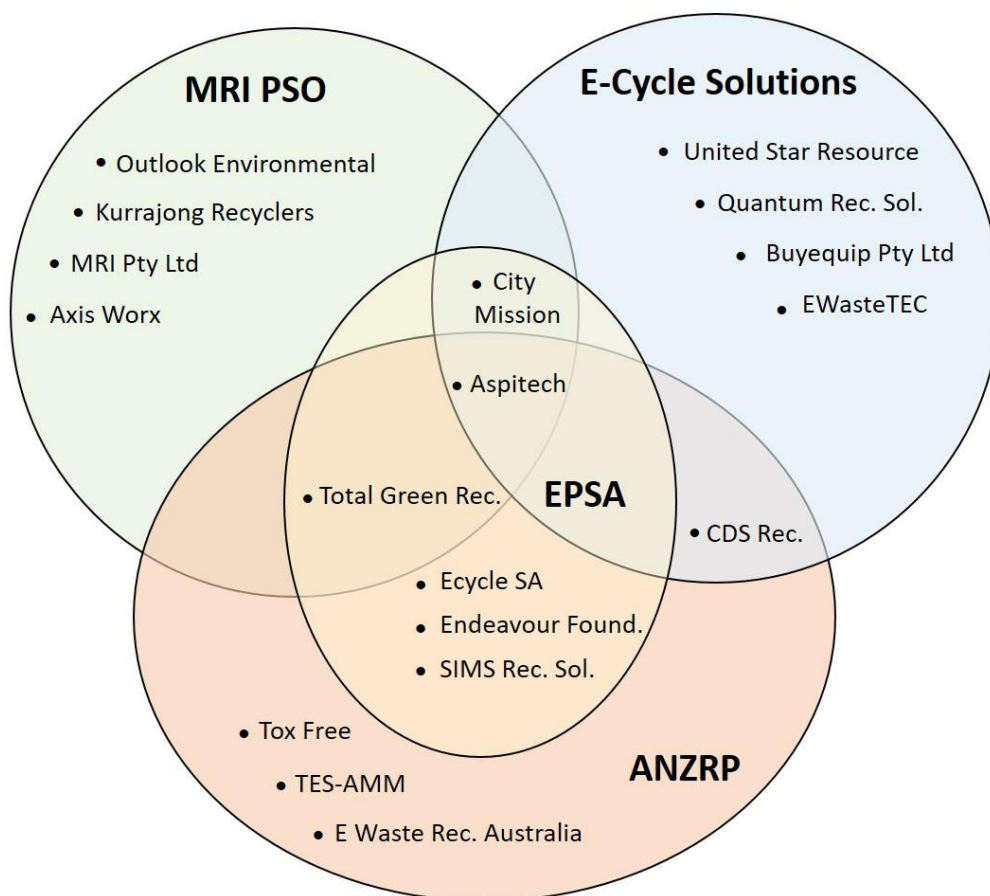 MRI PSO
E-Cycle Solutions
• Outlook Environmental
• Kurrajong Recyclers
• MRI Pty Ltd
• Axis Worx
• United Star Resource
• Quantum Rec. Sol.
• Buyequip Pty Ltd
• EWasteTEC
• City
Mission
• Aspitech
• Total Green Rec.
EPSA
• CDS Rec.
• Ecycle SA
• Endeavour Found.
• SIMS Rec. Sol.
• Tox Free
• TES-AMM
• E Waste Rec. Australia
ANZRP